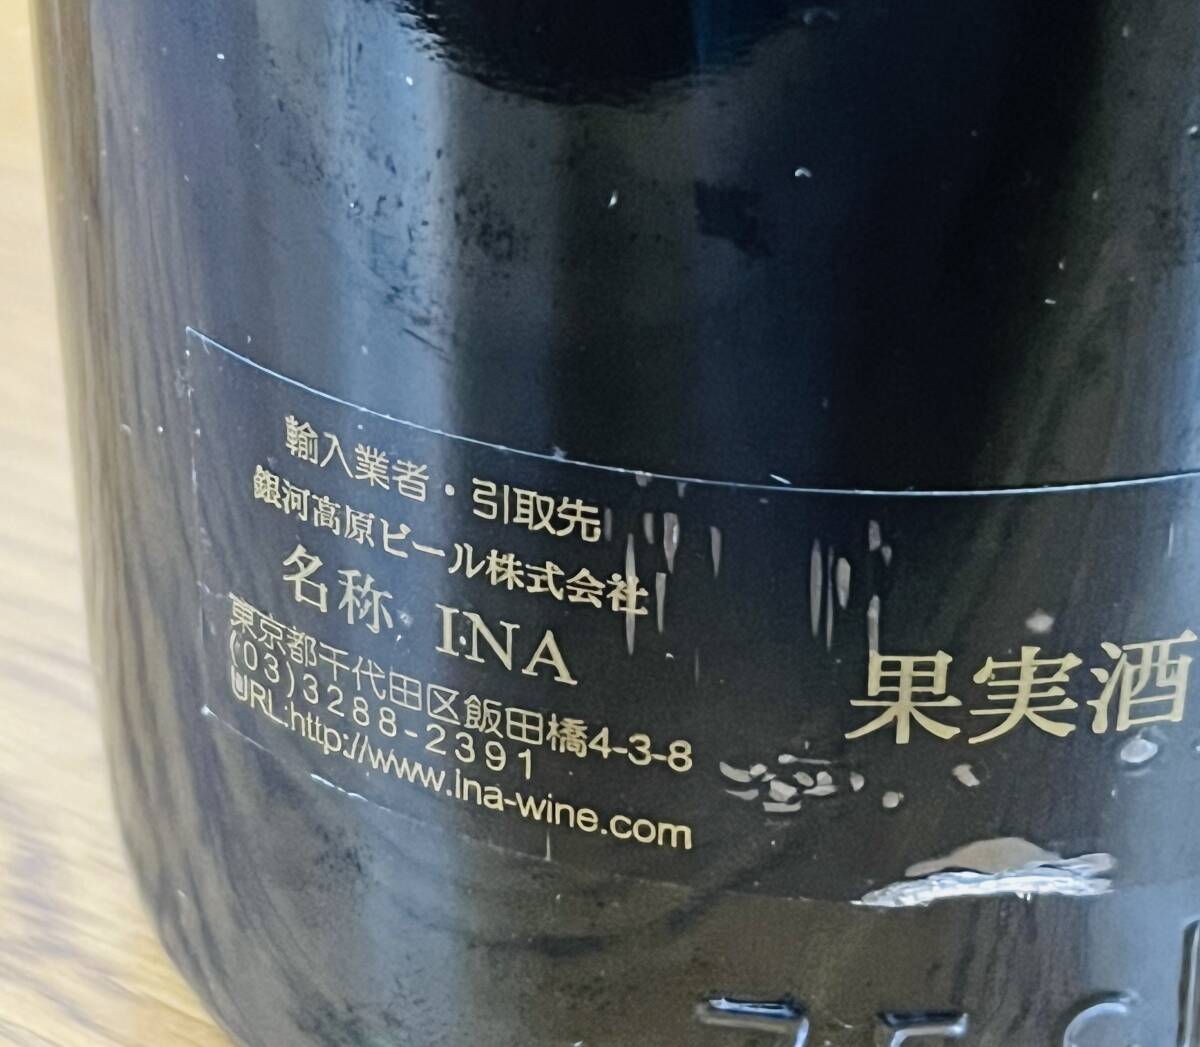 輸入業者・引取先
銀河高原ビール株式会社
名称 INA
東京都千代田区飯田橋4-3-8
(03)3288-2391
URL:http://www.ina-wine.com
果実酒
75cl